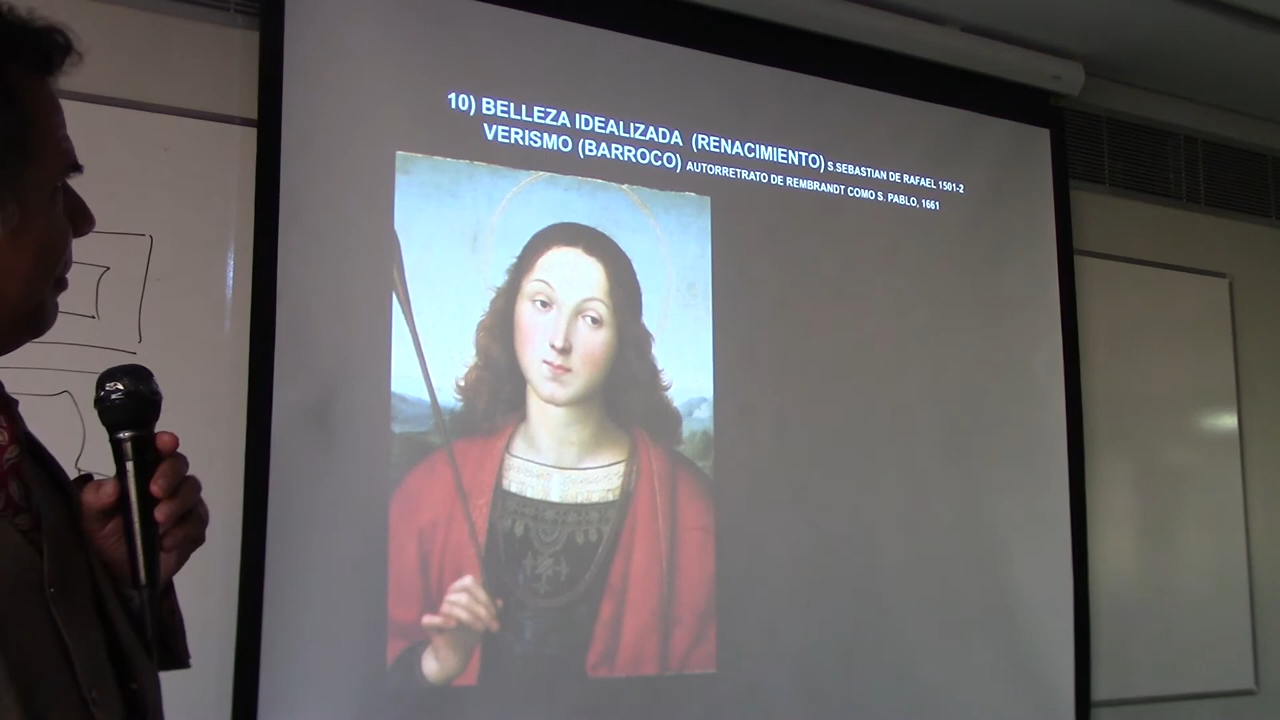 10) BELLEZA IDEALIZADA (RENACIMIENTO) S.SEBASTIAN DE RAFAEL 1501-2
VERISMO (BARROCO) AUTORRETRATO DE REMBRANDT COMO S. PABLO, 1661